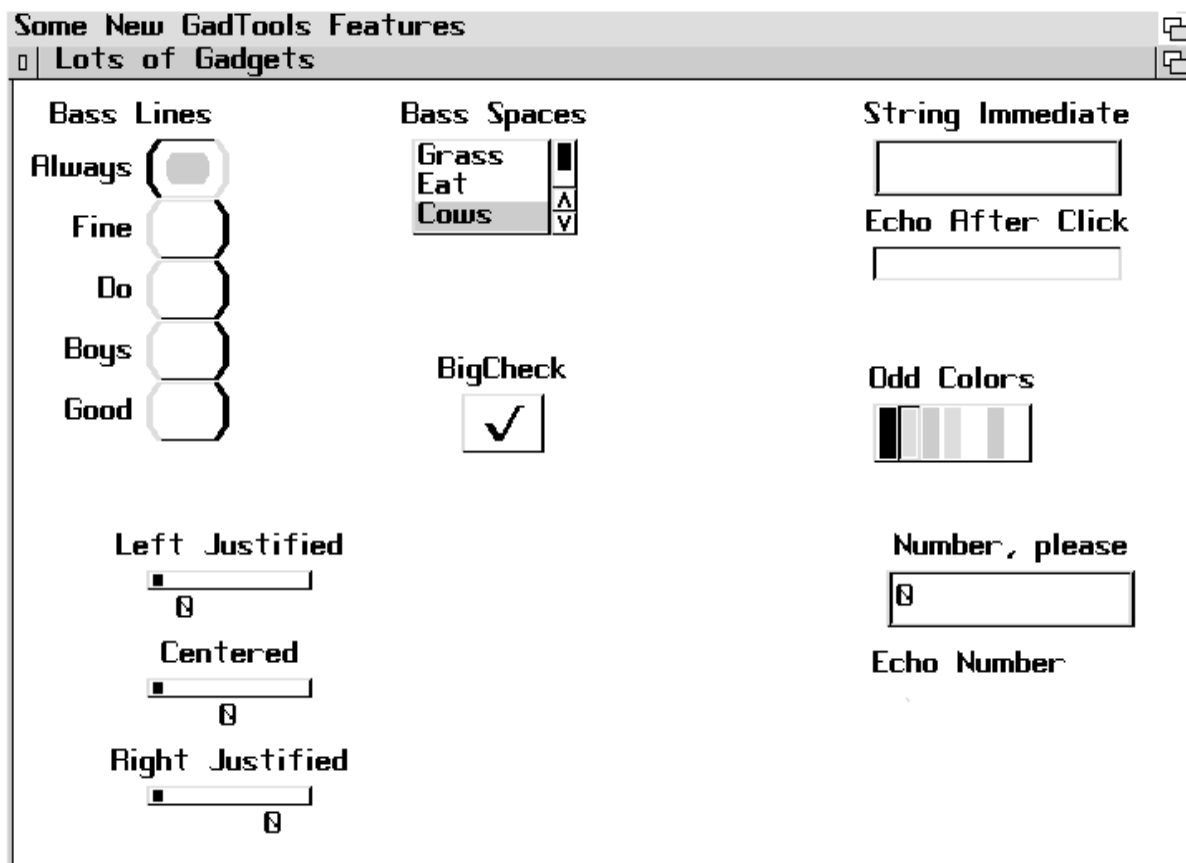 Some New GadTools Features
Lots of Gadgets
Bass Lines
Always
Fine
Do
Boys
Good
Bass Spaces
Grass
Eat
Cows
String Immediate
Echo After Click
BigCheck
Odd Colors
Left Justified
0
Centered
0
Right Justified
0
Number, please
0
Echo Number